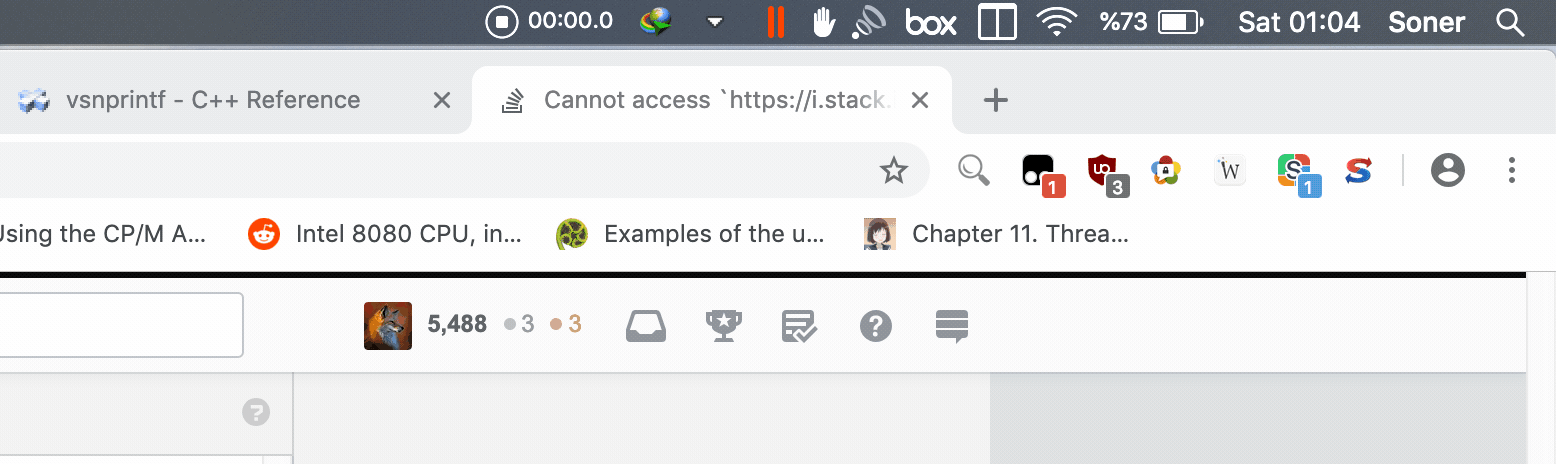 00:00.0 box %73 Sat 01:04 Soner
vsnprintf - C++ Reference Cannot access `https://i.stack.
1 uo 3 W S 1 S
Using the CP/M A... Intel 8080 CPU, in... Examples of the u... Chapter 11. Threa...
5,488 3 3 ?
?